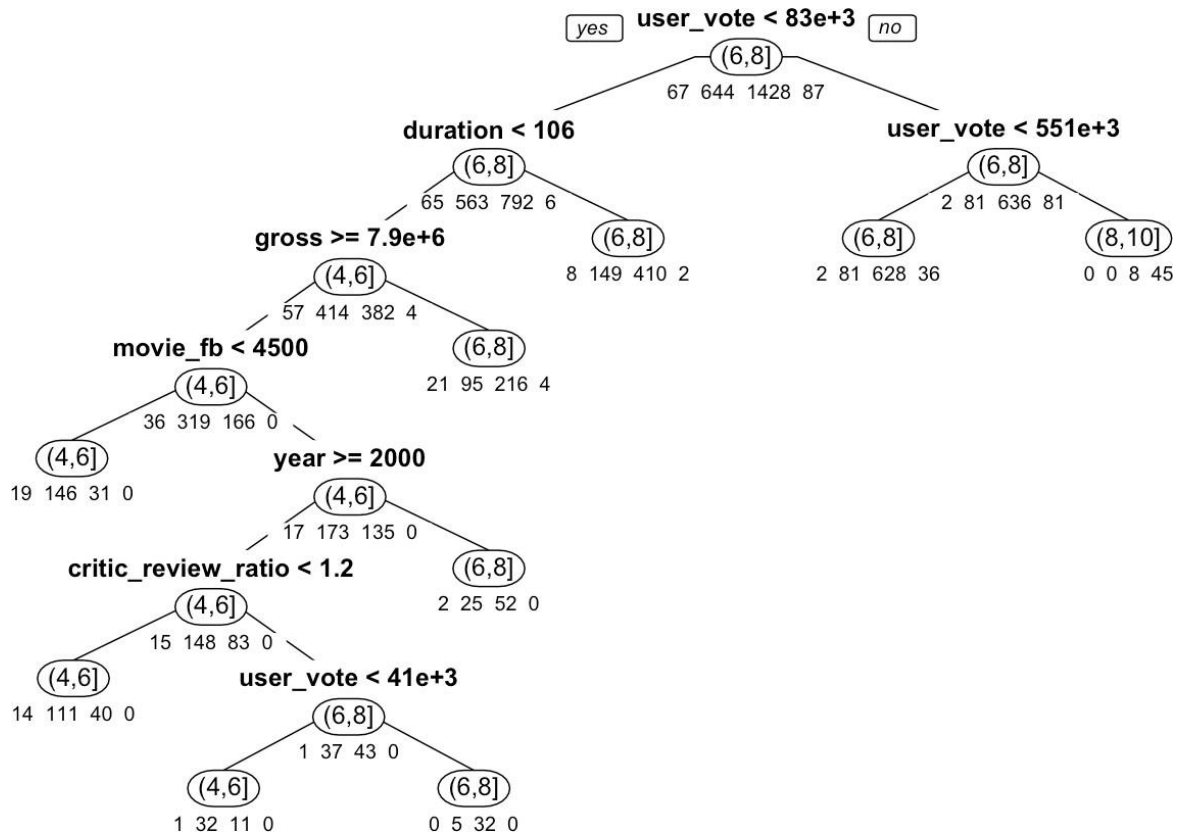 user_vote < 83e+3
yes no
(6,8]
67 644 1428 87
duration < 106 user_vote < 551e+3
(6,8] (6,8]
65 563 792 6 2 81 636 81
gross >= 7.9e+6 (6,8] (6,8] (8,10]
(4,6] 8 149 410 2 2 81 628 36 0 0 8 45
57 414 382 4
movie_fb < 4500 (6,8]
(4,6] 21 95 216 4
36 319 166 0
(4,6] year >= 2000
19 146 31 0 (4,6]
17 173 135 0
critic_review_ratio < 1.2 (6,8]
(4,6] 2 25 52 0
15 148 83 0
(4,6] user_vote < 41e+3
14 111 40 0 (6,8]
1 37 43 0
(4,6] (6,8]
1 32 11 0 0 5 32 0